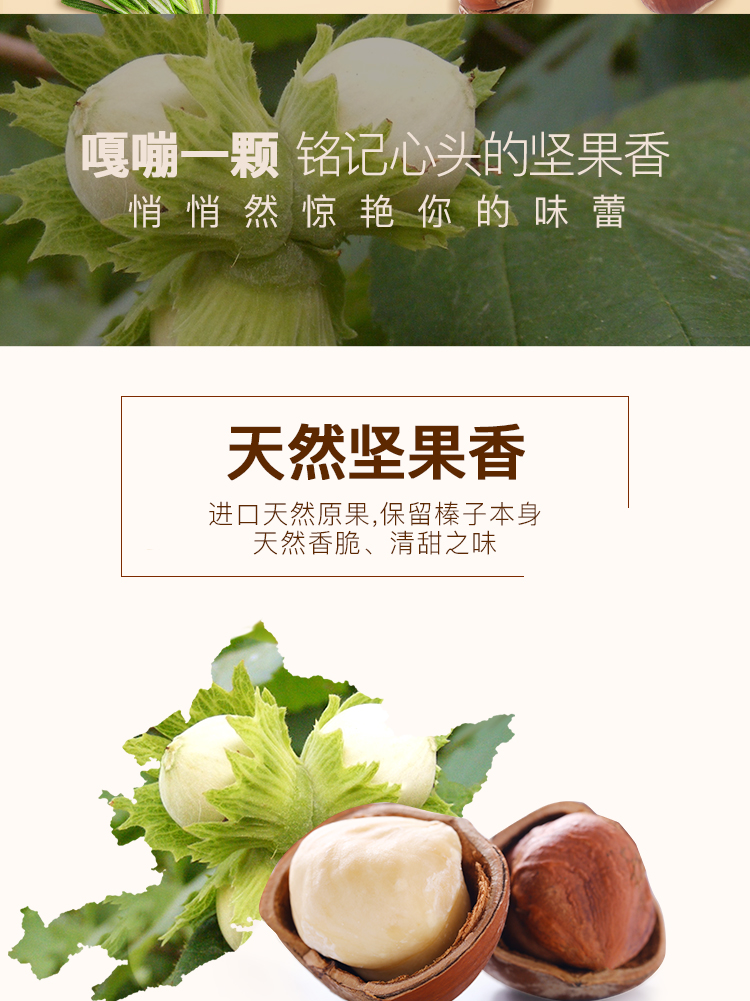 嘎嘣一颗 铭记心头的坚果香
悄悄然惊艳你的味蕾
天然坚果香
进口天然原果,保留榛子本身
天然香脆、清甜之味